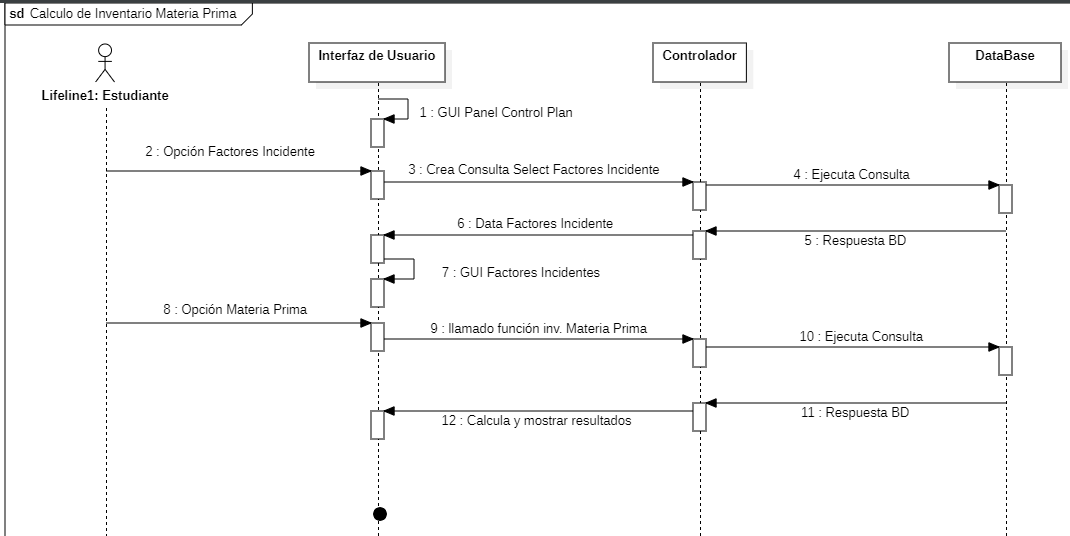 sd Calculo de Inventario Materia Prima
Interfaz de Usuario
Controlador
DataBase
Lifeline1: Estudiante
1 : GUI Panel Control Plan
2 : Opción Factores Incidente
3 : Crea Consulta Select Factores Incidente
4 : Ejecuta Consulta
5 : Respuesta BD
6 : Data Factores Incidente
7 : GUI Factores Incidentes
8 : Opción Materia Prima
9 : llamado función inv. Materia Prima
10 : Ejecuta Consulta
11 : Respuesta BD
12 : Calcula y mostrar resultados